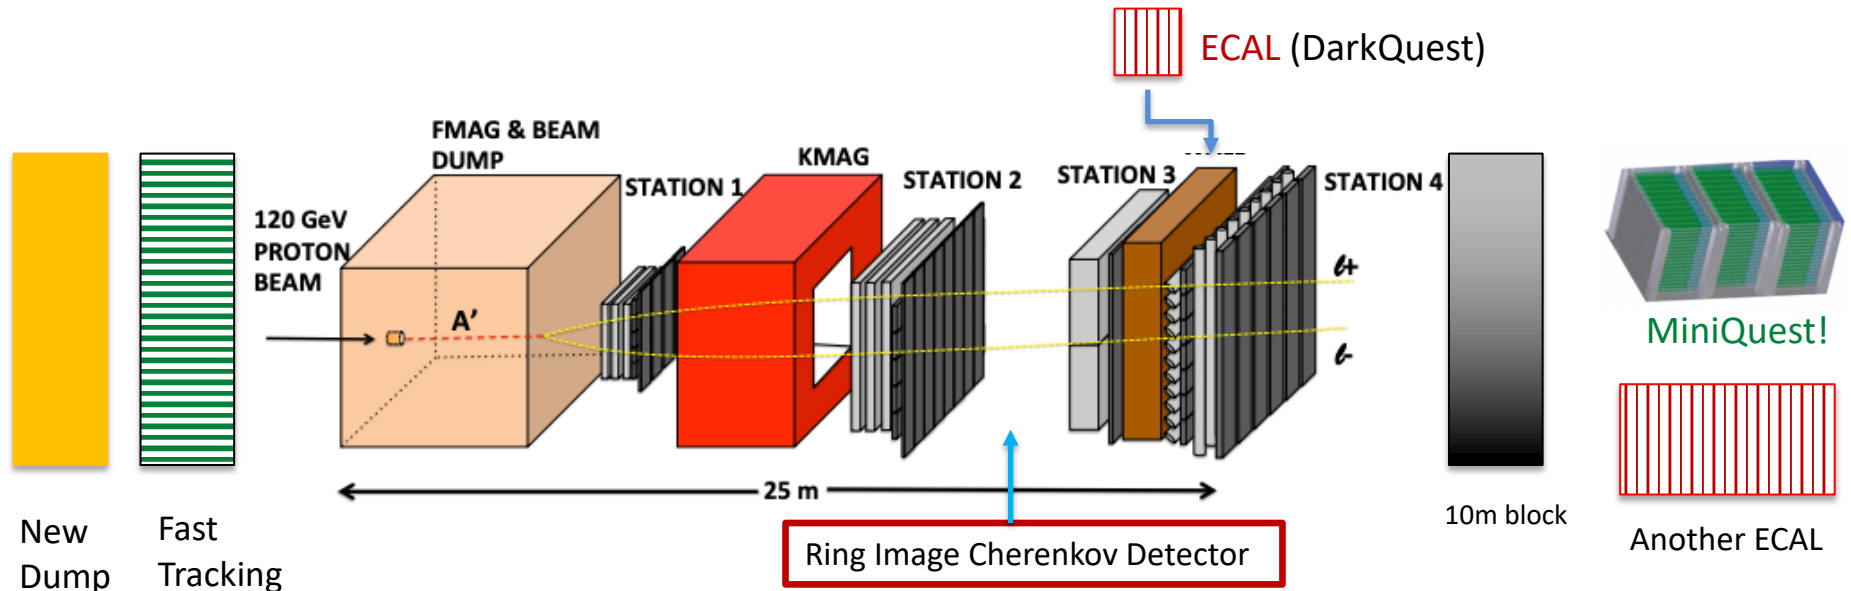 ECAL (DarkQuest)
FMAG & BEAM
DUMP
KMAG
STATION 1
STATION 2
STATION 3
STATION 4
120 GeV
PROTON
BEAM
A’
ℓ+
ℓ-
MiniQuest!
25 m
New
Dump
Fast
Tracking
Ring Image Cherenkov Detector
10m block
Another ECAL